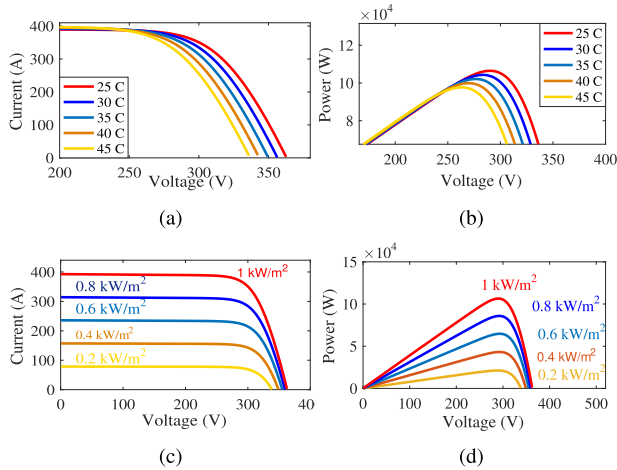 400
300
200
100
0
Current (A)
25 C
30 C
35 C
40 C
45 C
200
250
300
350
Voltage (V)
(a)
×10⁴
12
10
8
Power (W)
25 C
30 C
35 C
40 C
45 C
200
250
300
350
400
Voltage (V)
(b)
400
300
200
100
0
Current (A)
1 kW/m²
0.8 kW/m²
0.6 kW/m²
0.4 kW/m²
0.2 kW/m²
0
100
200
300
40
Voltage (V)
(c)
×10⁴
15
10
5
0
Power (W)
1 kW/m²
0.8 kW/m²
0.6 kW/m²
0.4 kW/m²
0.2 kW/m²
0
100
200
300
400
500
Voltage (V)
(d)